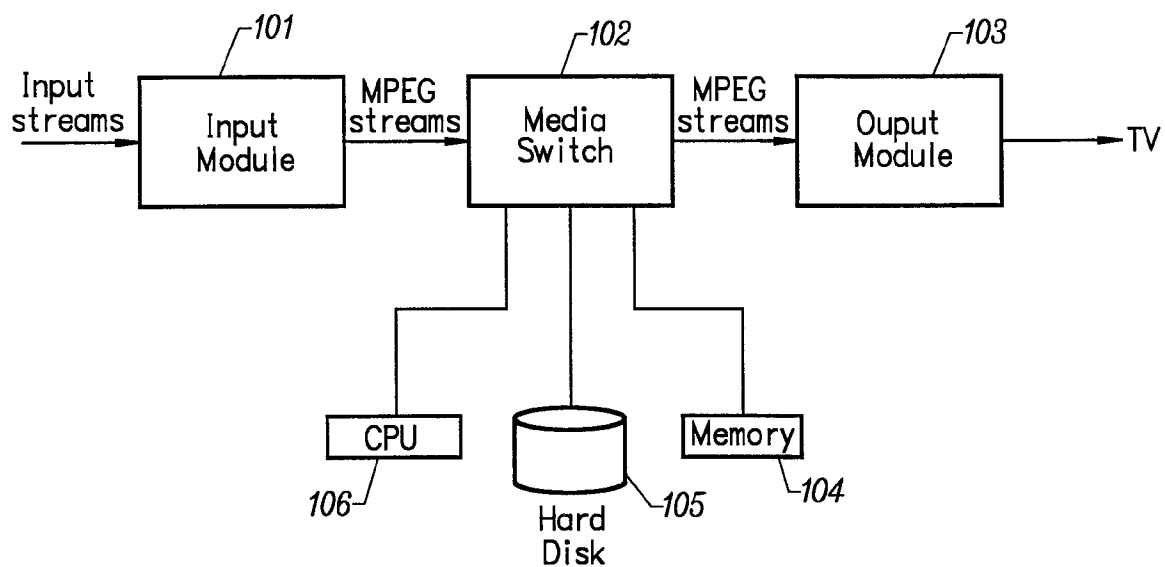 101
102
103
Input
streams
Input
Module
MPEG
streams
Media
Switch
MPEG
streams
Ouput
Module
TV
CPU
106
Hard
Disk
105
Memory
104